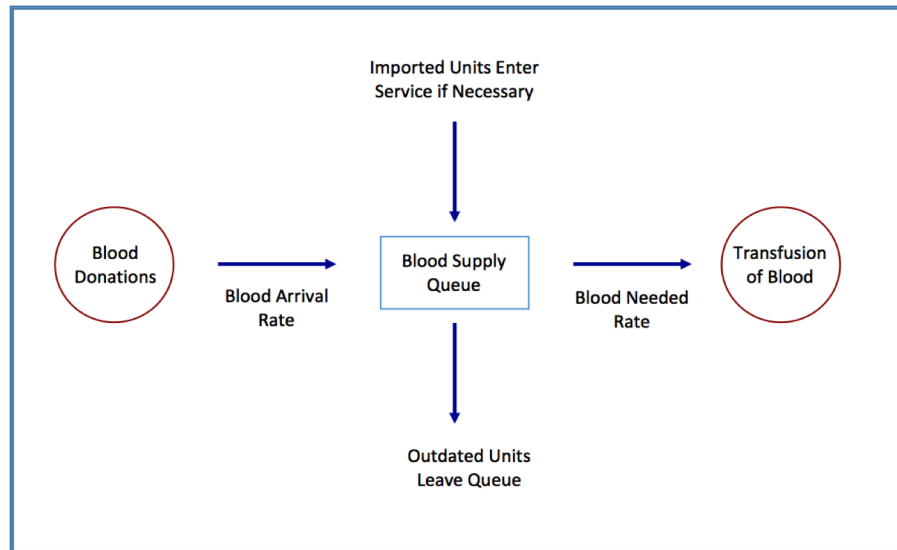 Imported Units Enter
Service if Necessary
Blood
Donations
Blood Arrival
Rate
Blood Supply
Queue
Blood Needed
Rate
Transfusion
of Blood
Outdated Units
Leave Queue